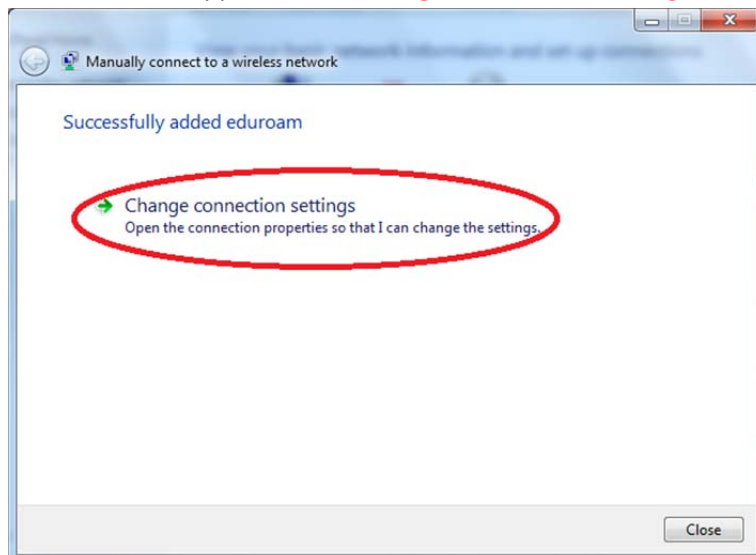 Manually connect to a wireless network
Successfully added eduroam
Change connection settings
Open the connection properties so that I can change the settings.
Close